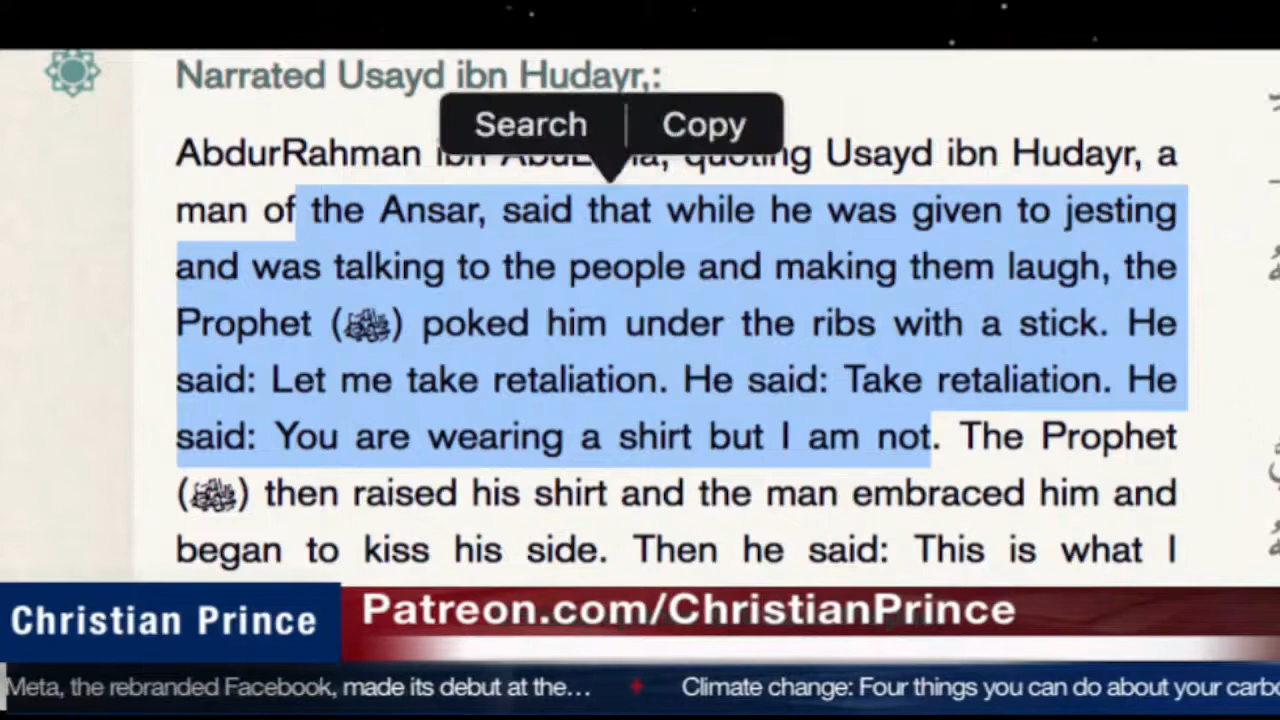 Narrated Usayd ibn Hudayr,:
Search Copy
AbdurRahman ibn quoting Usayd ibn Hudayr, a
man of the Ansar, said that while he was given to jesting
and was talking to the people and making them laugh, the
Prophet (ﷺ) poked him under the ribs with a stick. He
said: Let me take retaliation. He said: Take retaliation. He
said: You are wearing a shirt but I am not. The Prophet
(ﷺ) then raised his shirt and the man embraced him and
began to kiss his side. Then he said: This is what I
Christian Prince
Patreon.com/ChristianPrince
Meta, the rebranded Facebook, made its debut at the...
Climate change: Four things you can do about your